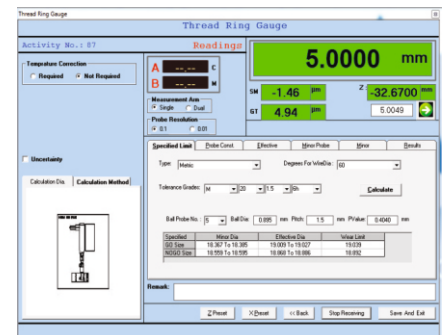 Thread Ring Gauge
Thread Ring Gauge
Activity No.: 87
Readings
5.0000 mm
Temprature Correction
Required Not Required
A --.-- C
B --.-- M
Measurement Arm
Single Dual
Probe Resolution
0.1 0.01
SM -1.46 µm
Z -32.6700 mm
GT 4.94 µm
5.0049
Uncertainty
Calculation Dia Calculation Method
Specified Limit Probe Const. Effective Minor Probe Minor Results
Type: Metric Degrees For WireDia: 60
Tolerance Grades: M 20 1.5 6h Calculate
Ball Probe No.: 5 Ball Dia: 0.895 mm Pitch: 1.5 mm PValue: 0.4040 mm
Specified Minor Dia Effective Dia Wear Limit
GO Size 18.367 To 18.385 19.009 To 19.027 19.039
NOGO Size 18.559 To 18.595 18.868 To 18.886 18.892
Remark:
Z Preset X Preset << Back Stop Receiving Save And Exit